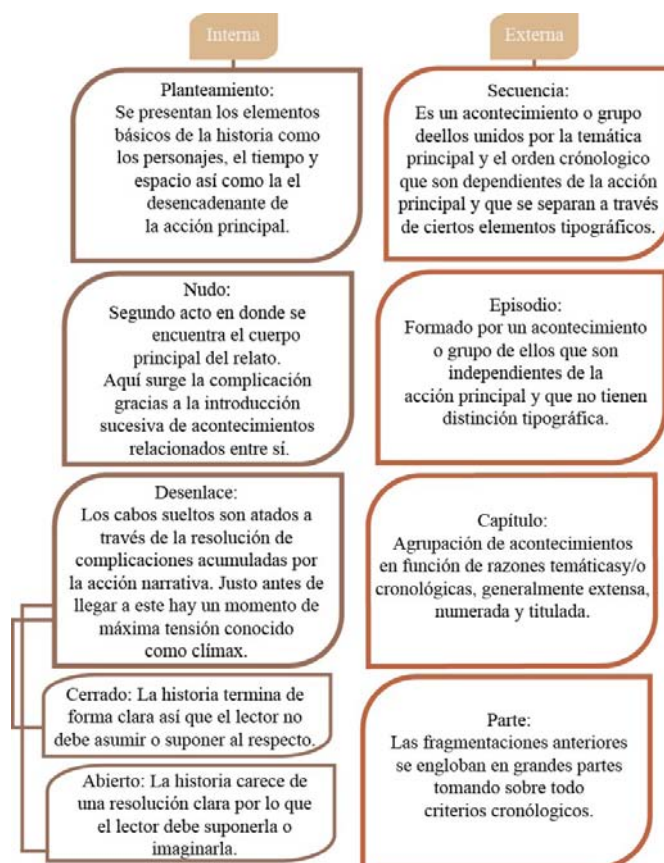 Interna
Planteamiento:
Se presentan los elementos
básicos de la historia como
los personajes, el tiempo y
espacio así como la el
desencadenante de
la acción principal.
Nudo:
Segundo acto en donde se
encuentra el cuerpo
principal del relato.
Aquí surge la complicación
gracias a la introducción
sucesiva de acontecimientos
relacionados entre sí.
Desenlace:
Los cabos sueltos son atados a
través de la resolución de
complicaciones acumuladas por
la acción narrativa. Justo antes de
llegar a este hay un momento de
máxima tensión conocido
como clímax.
Cerrado: La historia termina de
forma clara así que el lector no
debe asumir o suponer al respecto.
Abierto: La historia carece de
una resolución clara por lo que
el lector debe suponerla o
imaginarla.
Externa
Secuencia:
Es un acontecimiento o grupo
deellos unidos por la temática
principal y el orden crónologico
que son dependientes de la acción
principal y que se separan a través
de ciertos elementos tipográficos.
Episodio:
Formado por un acontecimiento
o grupo de ellos que son
independientes de la
acción principal y que no tienen
distinción tipográfica.
Capítulo:
Agrupación de acontecimientos
en función de razones temáticasy/o
cronológicas, generalmente extensa,
numerada y titulada.
Parte:
Las fragmentaciones anteriores
se engloban en grandes partes
tomando sobre todo
criterios cronológicos.